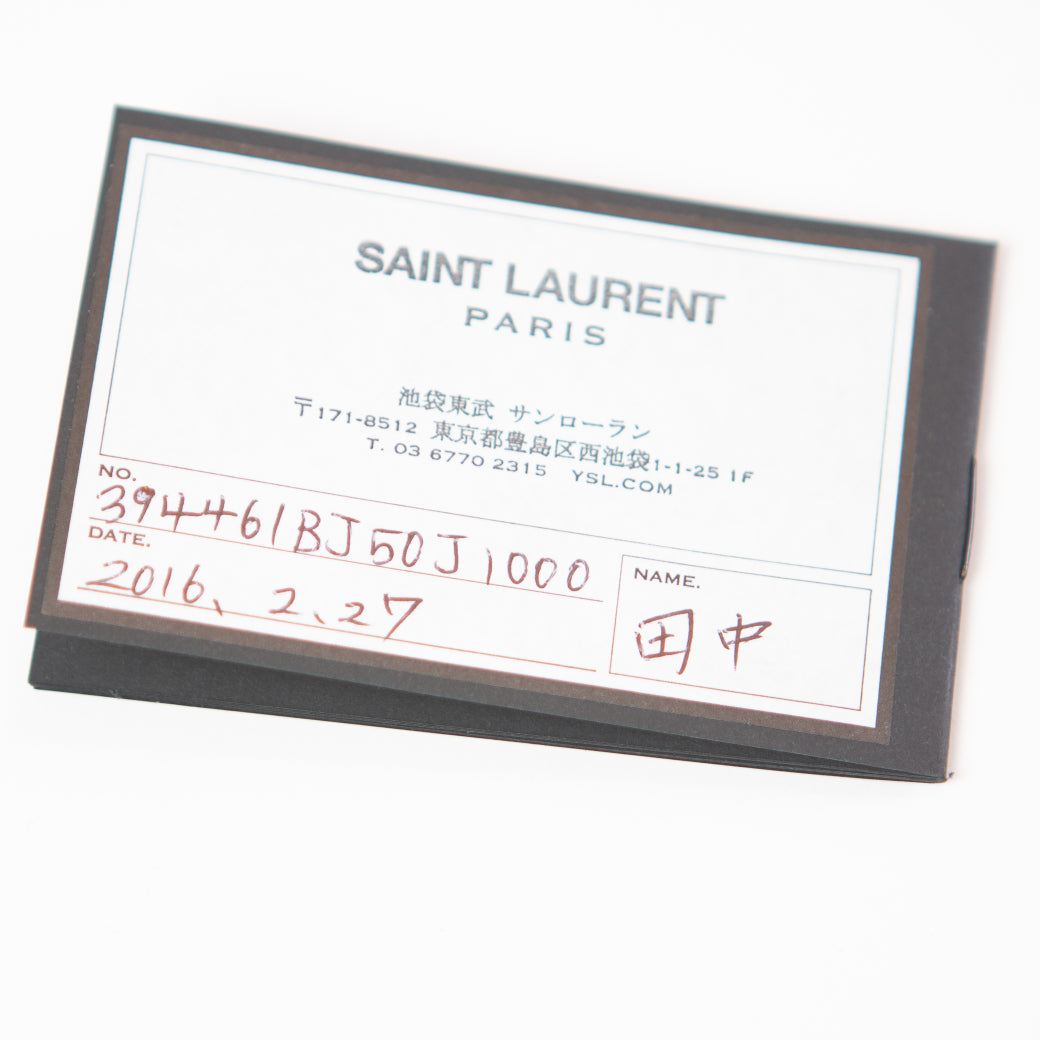 SAINT LAURENT
PARIS
池袋東武 サンローラン
〒171-8512 東京都豊島区西池袋1-1-25 1F
T. 03 6770 2315 YSL.COM
NO.
394461BJ50J1000
DATE.
2016、2、27
NAME.
田中